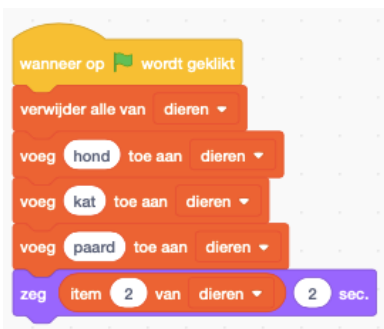 wanneer op wordt geklikt
verwijder alle van dieren
voeg hond toe aan dieren
voeg kat toe aan dieren
voeg paard toe aan dieren
zeg item 2 van dieren 2 sec.